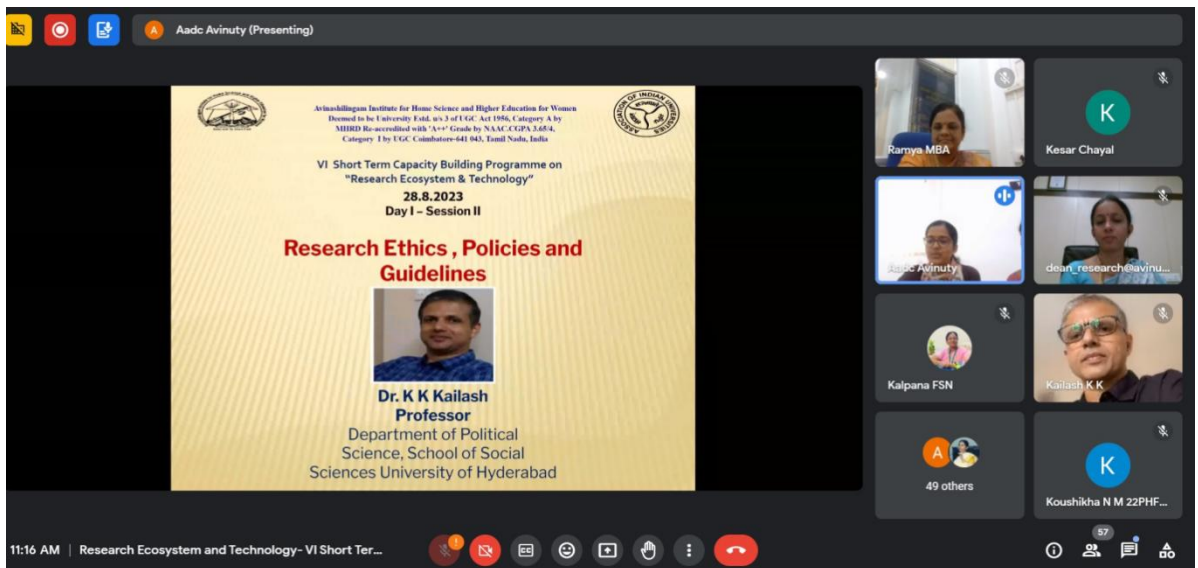 Aadc Avinuty (Presenting)
Avinashilingam Institute for Home Science and Higher Education for Women
Deemed to be University Estd. u/s 3 of UGC Act 1956, Category A by
MHRD Re-accredited with 'A++' Grade by NAAC.CGPA 3.65/4,
Category I by UGC Coimbatore-641 043, Tamil Nadu, India
ASSOCIATION OF INDIAN UNIVERSITIES
VI Short Term Capacity Building Programme on
"Research Ecosystem & Technology"
28.8.2023
Day I – Session II
Research Ethics , Policies and
Guidelines
Dr. K K Kailash
Professor
Department of Political
Science, School of Social
Sciences University of Hyderabad
Ramya MBA
K
Kesar Chayal
Aadc Avinuty
dean_research@avinu...
Kalpana FSN
Kailash K K
A
49 others
K
Koushikha N M 22PHF...
11:16 AM | Research Ecosystem and Technology- VI Short Ter...
CC
57